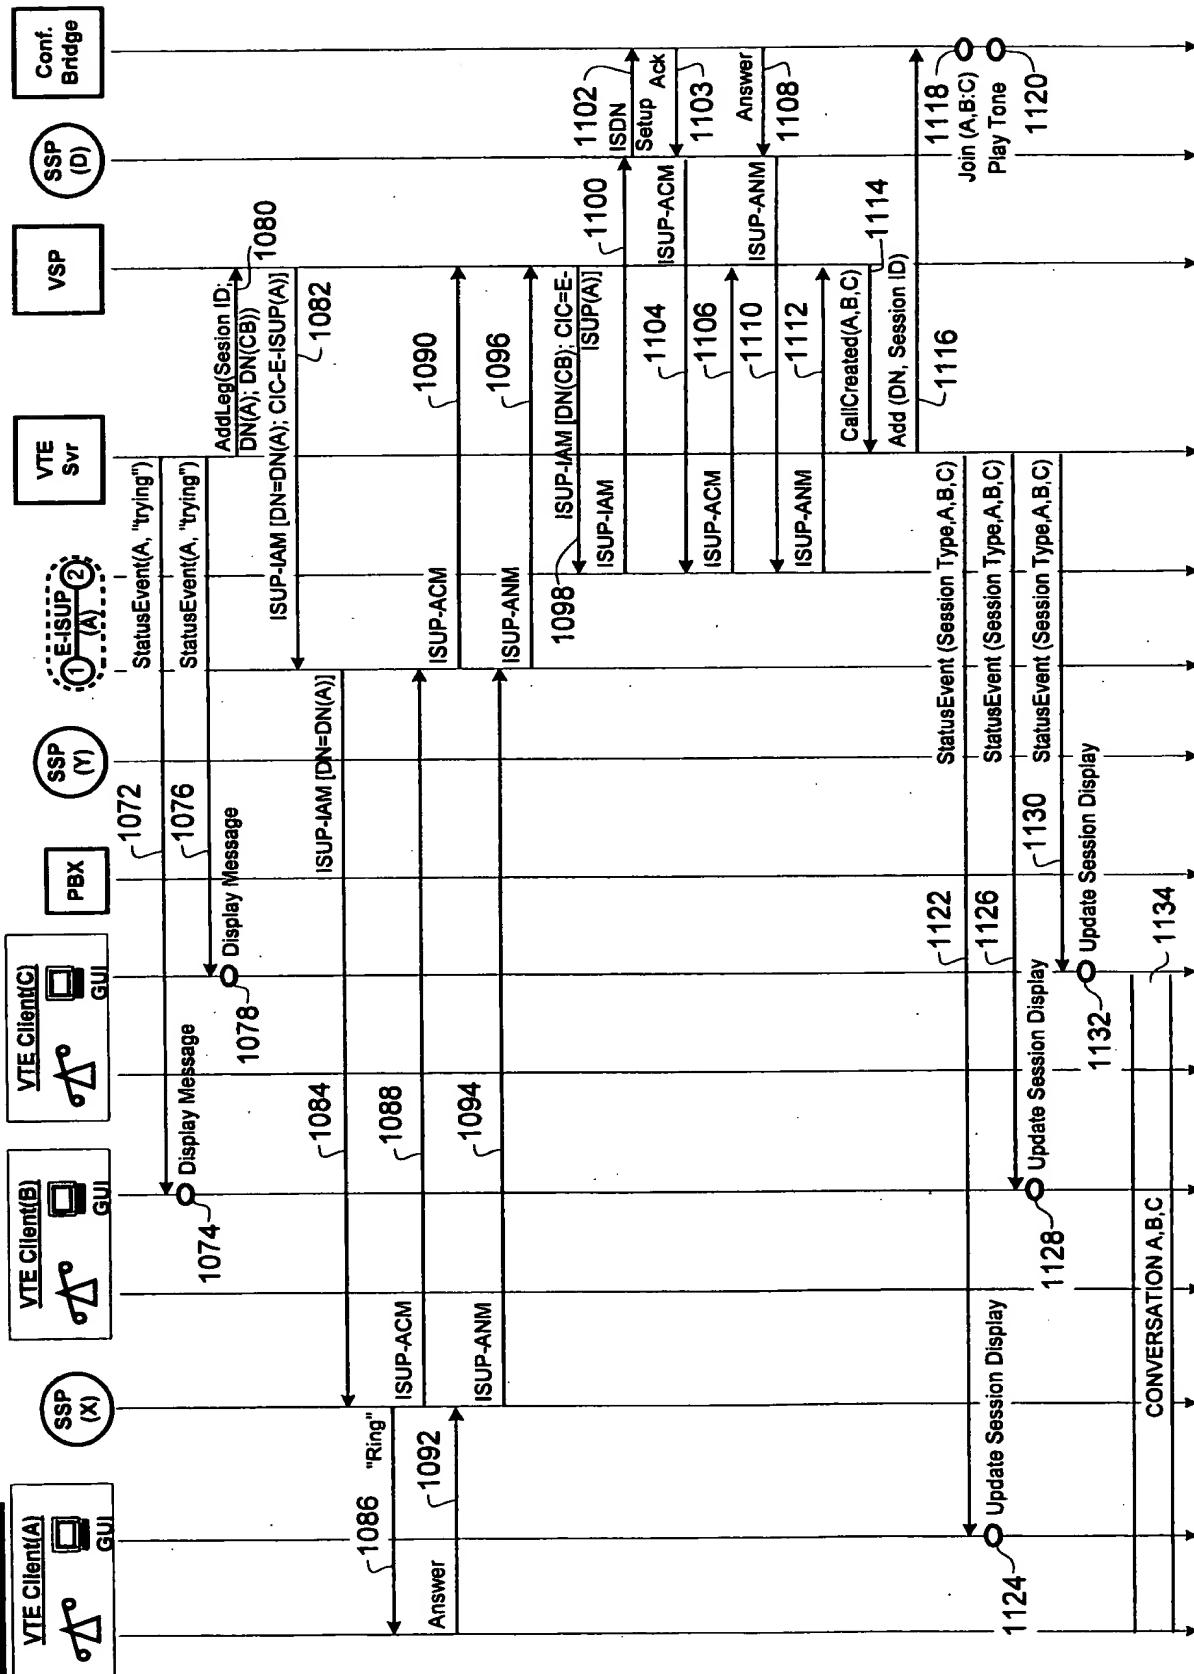 VTE Client(A)
GUI
SSP
(X)
VTE Client(B)
GUI
VTE Client(C)
GUI
PBX
SSP
(Y)
1 E-ISUP 2
(A)
VTE
Svr
VSP
SSP
(D)
Conf.
Bridge
StatusEvent(A, "trying")
1072
Display Message
1074
StatusEvent(A, "trying")
1076
Display Message
1078
AddLeg(Sesion ID;
DN(A); DN(CB))
1080
ISUP-IAM [DN=DN(A); CIC-E-ISUP(A)]
1082
ISUP-IAM [DN=DN(A)]
1084
"Ring"
1086
ISUP-ACM
1088
ISUP-ACM
1090
Answer
1092
ISUP-ANM
1094
ISUP-ANM
1096
ISUP-IAM [DN(CB); CIC=E-
ISUP(A)]
1098
ISUP-IAM
1100
1102
ISDN
Setup
Ack
1103
ISUP-ACM
1104
ISUP-ACM
1106
Answer
1108
ISUP-ANM
1110
ISUP-ANM
1112
CallCreated(A,B,C)
1114
Add (DN, Session ID)
1116
1118
Join (A,B:C)
Play Tone
1120
StatusEvent (Session Type,A,B,C)
1122
Update Session Display
1124
StatusEvent (Session Type,A,B,C)
1126
Update Session Display
1128
StatusEvent (Session Type,A,B,C)
1130
Update Session Display
1132
CONVERSATION A,B,C
1134